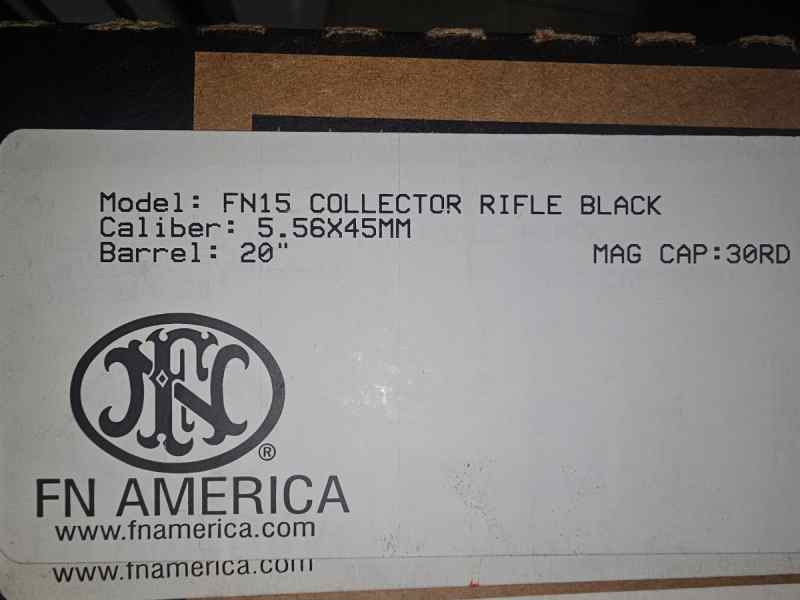 Model: FN15 COLLECTOR RIFLE BLACK
Caliber: 5.56X45MM
Barrel: 20" MAG CAP:30RD
FN
®
FN AMERICA
www.fnamerica.com
www.fnamerica.com